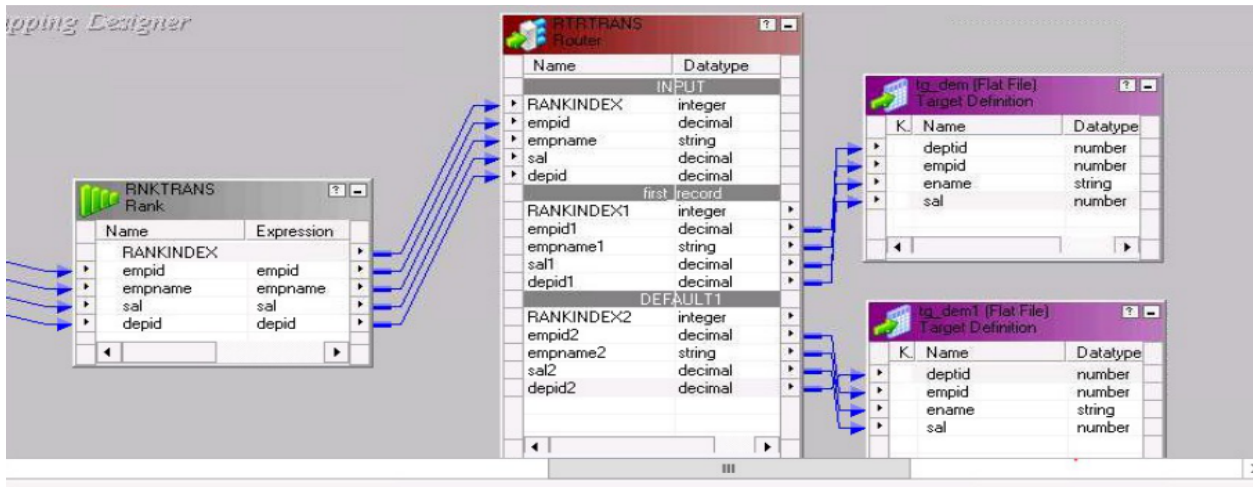 apping Designer
RNKTRANS
Rank
Name Expression
RANKINDEX
empid empid
empname empname
sal sal
depid depid
RTRTRANS
Router
Name Datatype
INPUT
RANKINDEX integer
empid decimal
empname string
sal decimal
depid decimal
first_record
RANKINDEX1 integer
empid1 decimal
empname1 string
sal1 decimal
depid1 decimal
DEFAULT1
RANKINDEX2 integer
empid2 decimal
empname2 string
sal2 decimal
depid2 decimal
tg_dem (Flat File)
Target Definition
K. Name Datatype
deptid number
empid number
ename string
sal number
tg_dem1 (Flat File)
Target Definition
K. Name Datatype
deptid number
empid number
ename string
sal number